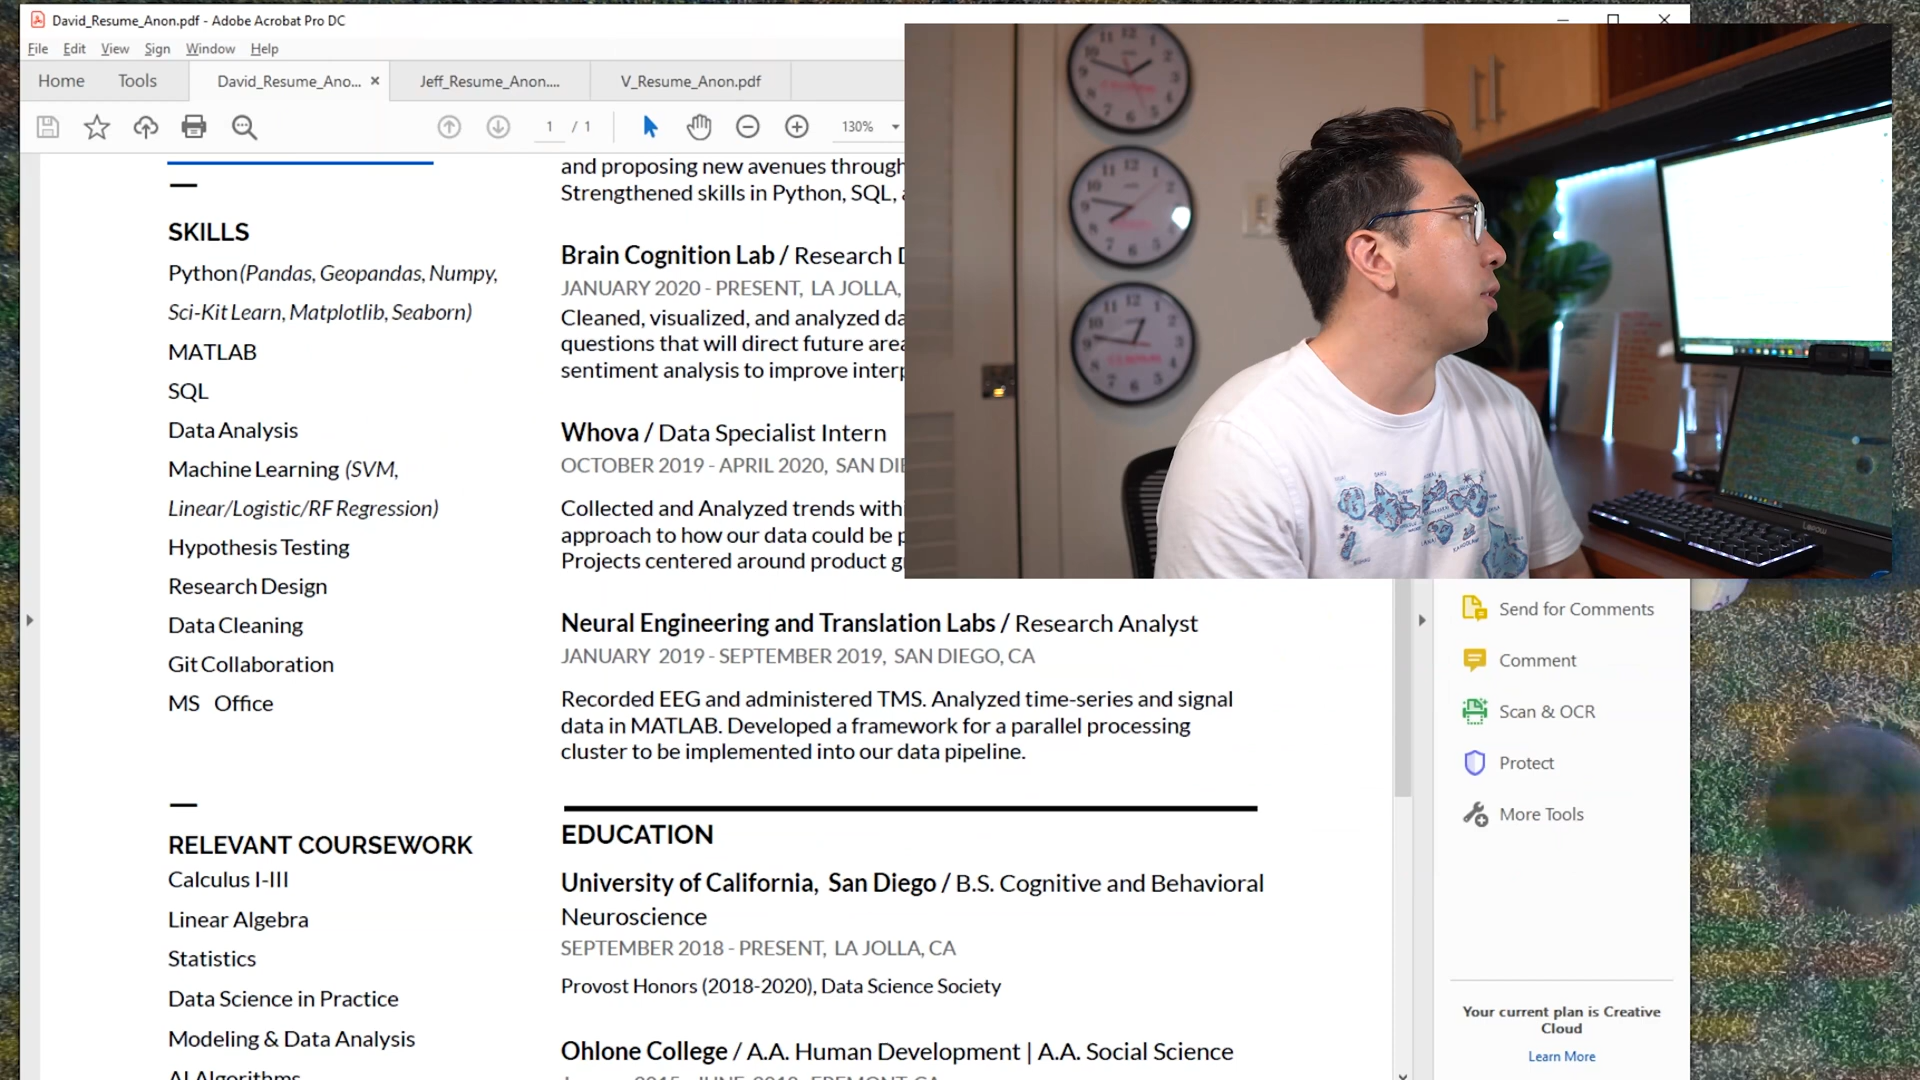 David_Resume_Anon.pdf - Adobe Acrobat Pro DC
File Edit View Sign Window Help
Home Tools David_Resume_Ano... Jeff_Resume_Anon.... V_Resume_Anon.pdf
1 / 1 130%
SKILLS
Python(Pandas, Geopandas, Numpy,
Sci-Kit Learn, Matplotlib, Seaborn)
MATLAB
SQL
Data Analysis
Machine Learning (SVM,
Linear/Logistic/RF Regression)
Hypothesis Testing
Research Design
Data Cleaning
Git Collaboration
MS Office
RELEVANT COURSEWORK
Calculus I-III
Linear Algebra
Statistics
Data Science in Practice
Modeling & Data Analysis
AI Algorithms
and proposing new avenues through
Strengthened skills in Python, SQL,
Brain Cognition Lab / Research
JANUARY 2020 - PRESENT, LA JOLLA,
Cleaned, visualized, and analyzed
questions that will direct future
sentiment analysis to improve
Whova / Data Specialist Intern
OCTOBER 2019 - APRIL 2020, SAN
Collected and Analyzed trends
approach to how our data could be
Projects centered around product
Neural Engineering and Translation Labs / Research Analyst
JANUARY 2019 - SEPTEMBER 2019, SAN DIEGO, CA
Recorded EEG and administered TMS. Analyzed time-series and signal
data in MATLAB. Developed a framework for a parallel processing
cluster to be implemented into our data pipeline.
EDUCATION
University of California, San Diego / B.S. Cognitive and Behavioral
Neuroscience
SEPTEMBER 2018 - PRESENT, LA JOLLA, CA
Provost Honors (2018-2020), Data Science Society
Ohlone College / A.A. Human Development | A.A. Social Science
Send for Comments
Comment
Scan & OCR
Protect
More Tools
Your current plan is Creative
Cloud
Learn More